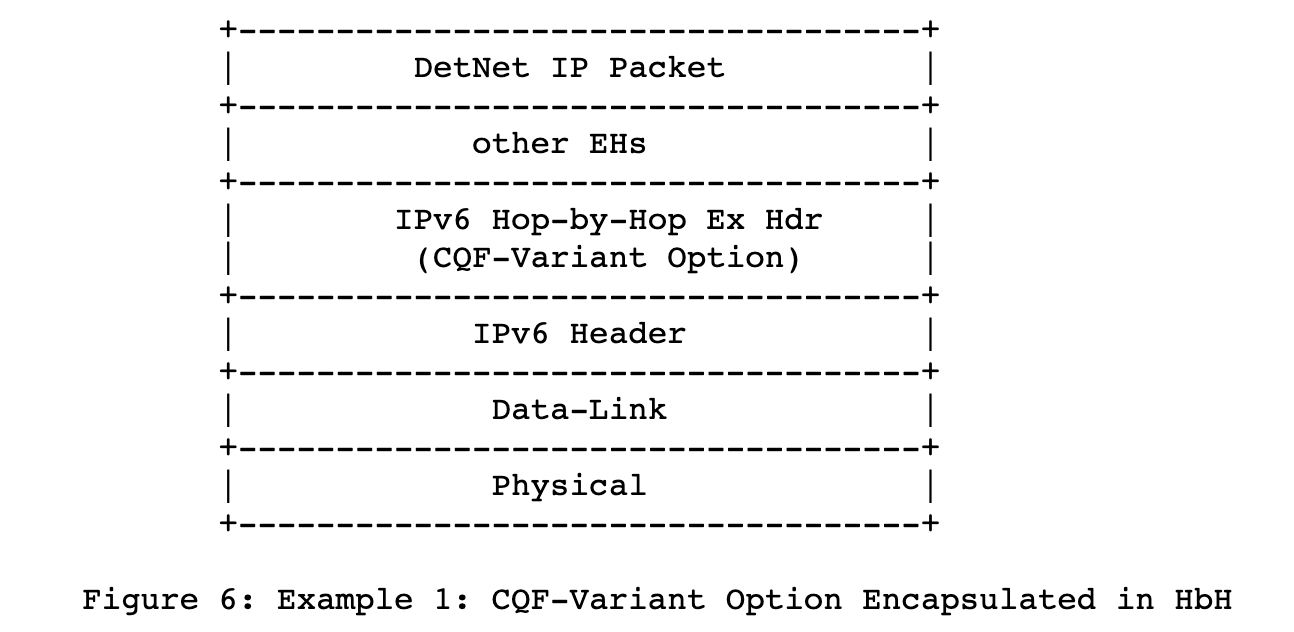 +-----------------------------------+
|         DetNet IP Packet          |
+-----------------------------------+
|            other EHs              |
+-----------------------------------+
|        IPv6 Hop-by-Hop Ex Hdr     |
|         (CQF-Variant Option)      |
+-----------------------------------+
|            IPv6 Header            |
+-----------------------------------+
|             Data-Link             |
+-----------------------------------+
|             Physical              |
+-----------------------------------+
Figure 6: Example 1: CQF-Variant Option Encapsulated in HbH